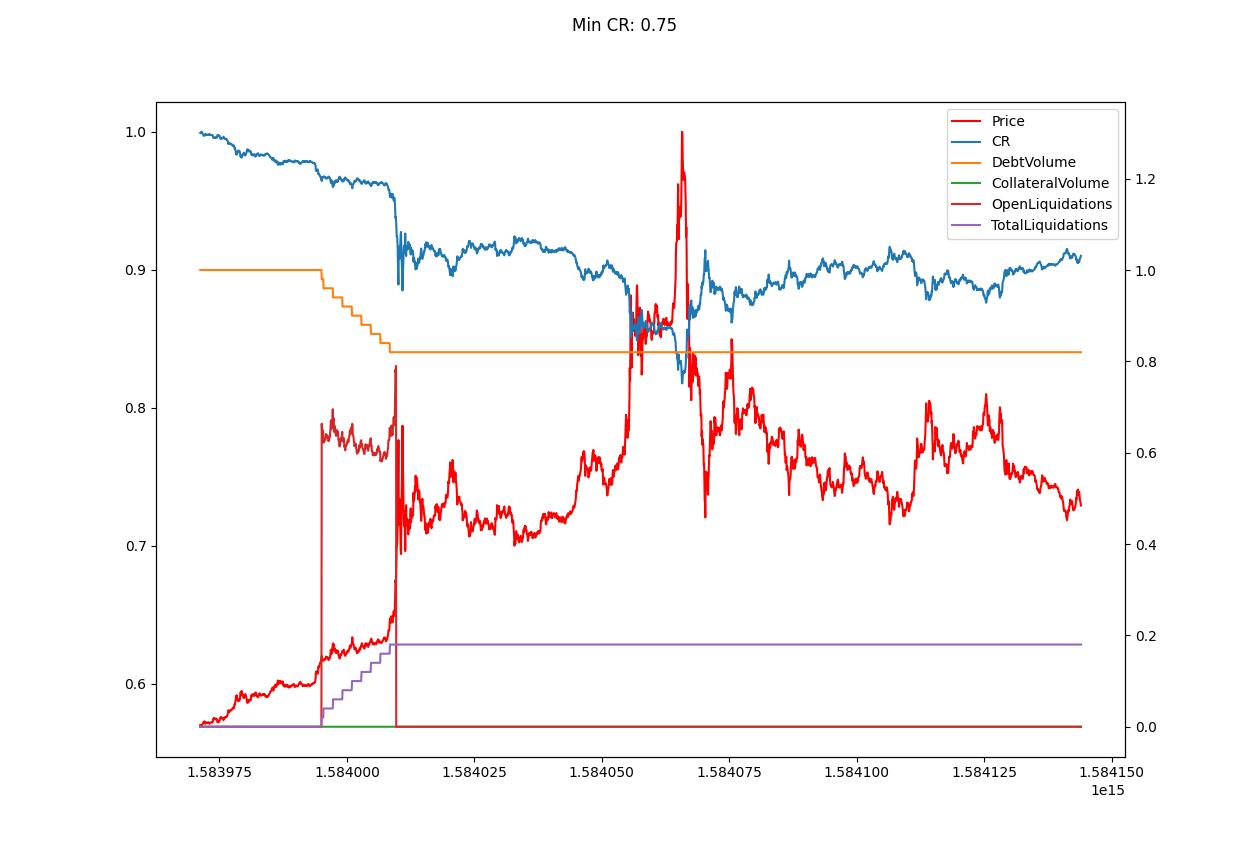 Min CR: 0.75
Price
CR
DebtVolume
CollateralVolume
OpenLiquidations
TotalLiquidations
1.0
0.9
0.8
0.7
0.6
1.2
1.0
0.8
0.6
0.4
0.2
0.0
1.583975 1.584000 1.584025 1.584050 1.584075 1.584100 1.584125 1.584150
1e15